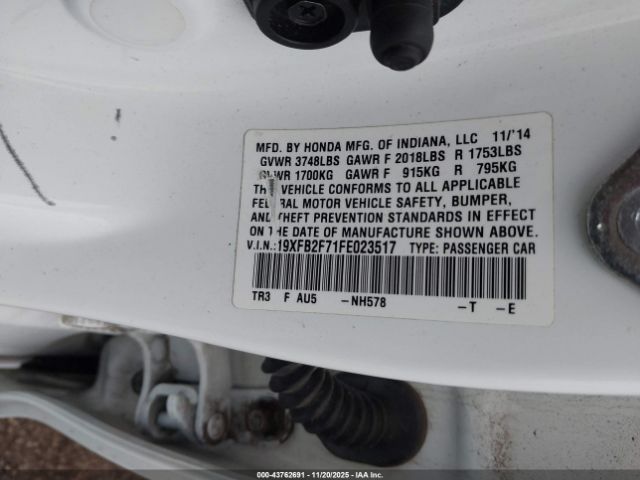 MFD. BY HONDA MFG. OF INDIANA, LLC 11/'14
GVWR 3748LBS GAWR F 2018LBS R 1753LBS
GVWR 1700KG GAWR F 915KG R 795KG
THIS VEHICLE CONFORMS TO ALL APPLICABLE
FEDERAL MOTOR VEHICLE SAFETY, BUMPER,
AND THEFT PREVENTION STANDARDS IN EFFECT
ON THE DATE OF MANUFACTURE SHOWN ABOVE.
V.I.N.:19XFB2F71FE023517 TYPE: PASSENGER CAR
TR3 F AU5 -NH578 -T -E
000-43762691 - 11/20/2025 - IAAI.COM